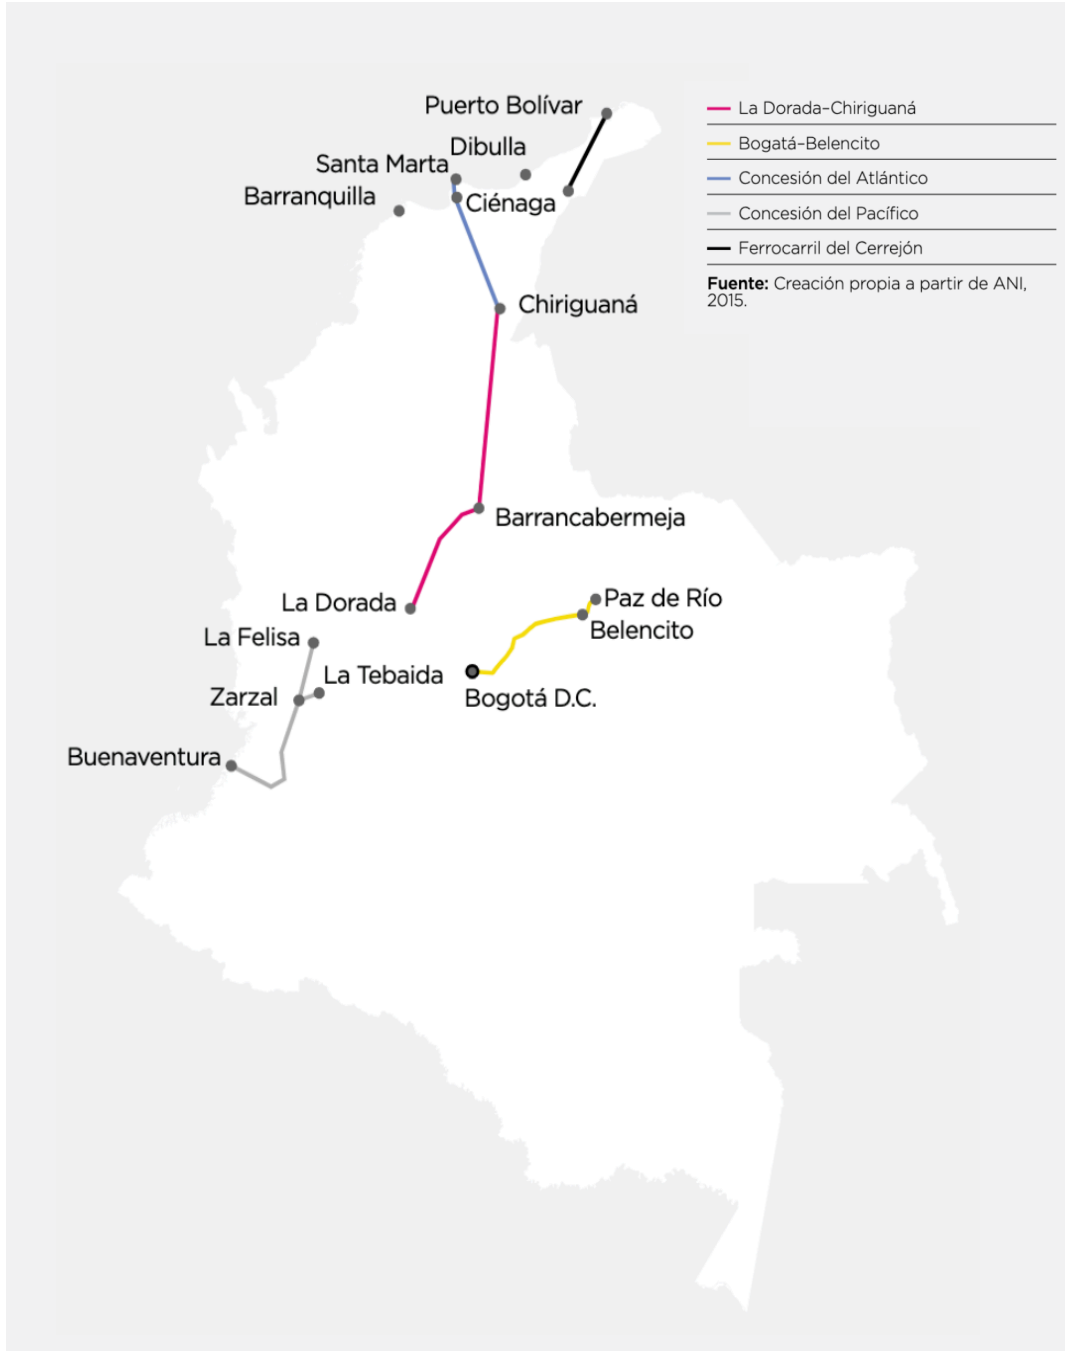 Puerto Bolívar
Dibulla
Santa Marta
Barranquilla
Ciénaga
Chiriguaná
Barrancabermeja
La Dorada
Paz de Río
Belencito
La Felisa
La Tebaida
Zarzal
Bogotá D.C.
Buenaventura
La Dorada–Chiriguaná
Bogatá–Belencito
Concesión del Atlántico
Concesión del Pacífico
Ferrocarril del Cerrejón
Fuente: Creación propia a partir de ANI,
2015.